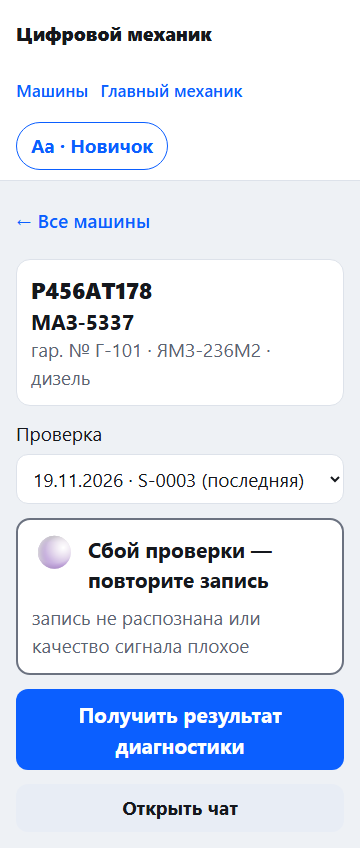 Цифровой механик
Машины Главный механик
Aa · Новичок
← Все машины
Р456АТ178
МАЗ-5337
гар. № Г-101 · ЯМЗ-236М2 ·
дизель
Проверка
19.11.2026 · S-0003 (последняя)
Сбой проверки —
повторите запись
запись не распознана или
качество сигнала плохое
Получить результат
диагностики
Открыть чат